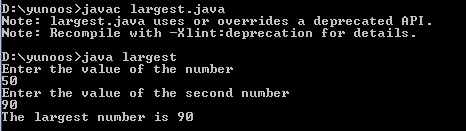 D:\yunoos>javac largest.java
Note: largest.java uses or overrides a deprecated API.
Note: Recompile with -Xlint:deprecation for details.
D:\yunoos>java largest
Enter the value of the number
50
Enter the value of the second number
90
The largest number is 90